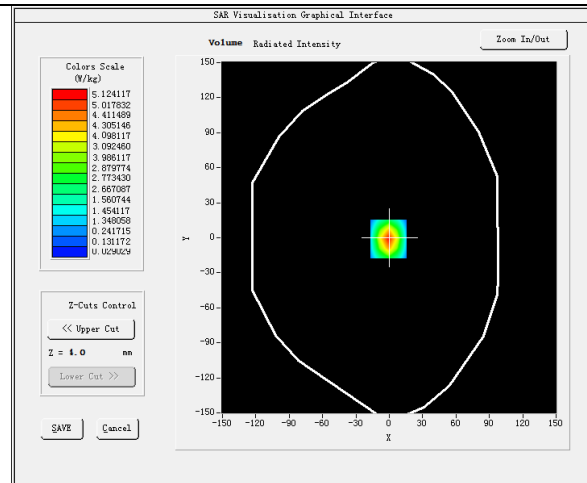 SAR Visualisation Graphical Interface
Volume Radiated Intensity
Zoom In/Out
Colors Scale
(W/kg)
5.124117
5.017832
4.411489
4.305146
4.098117
3.092460
3.986117
2.879774
2.773430
2.667087
1.560744
1.454117
1.348058
0.241715
0.131172
0.029029
Z-Cuts Control
<< Upper Cut
Z = 4.0 mm
Lower Cut >>
SAVE Cancel
150
120
90
60
30
0
-30
-60
-90
-120
-150
Y
-150 -120 -90 -60 -30 0 30 60 90 120 150
X